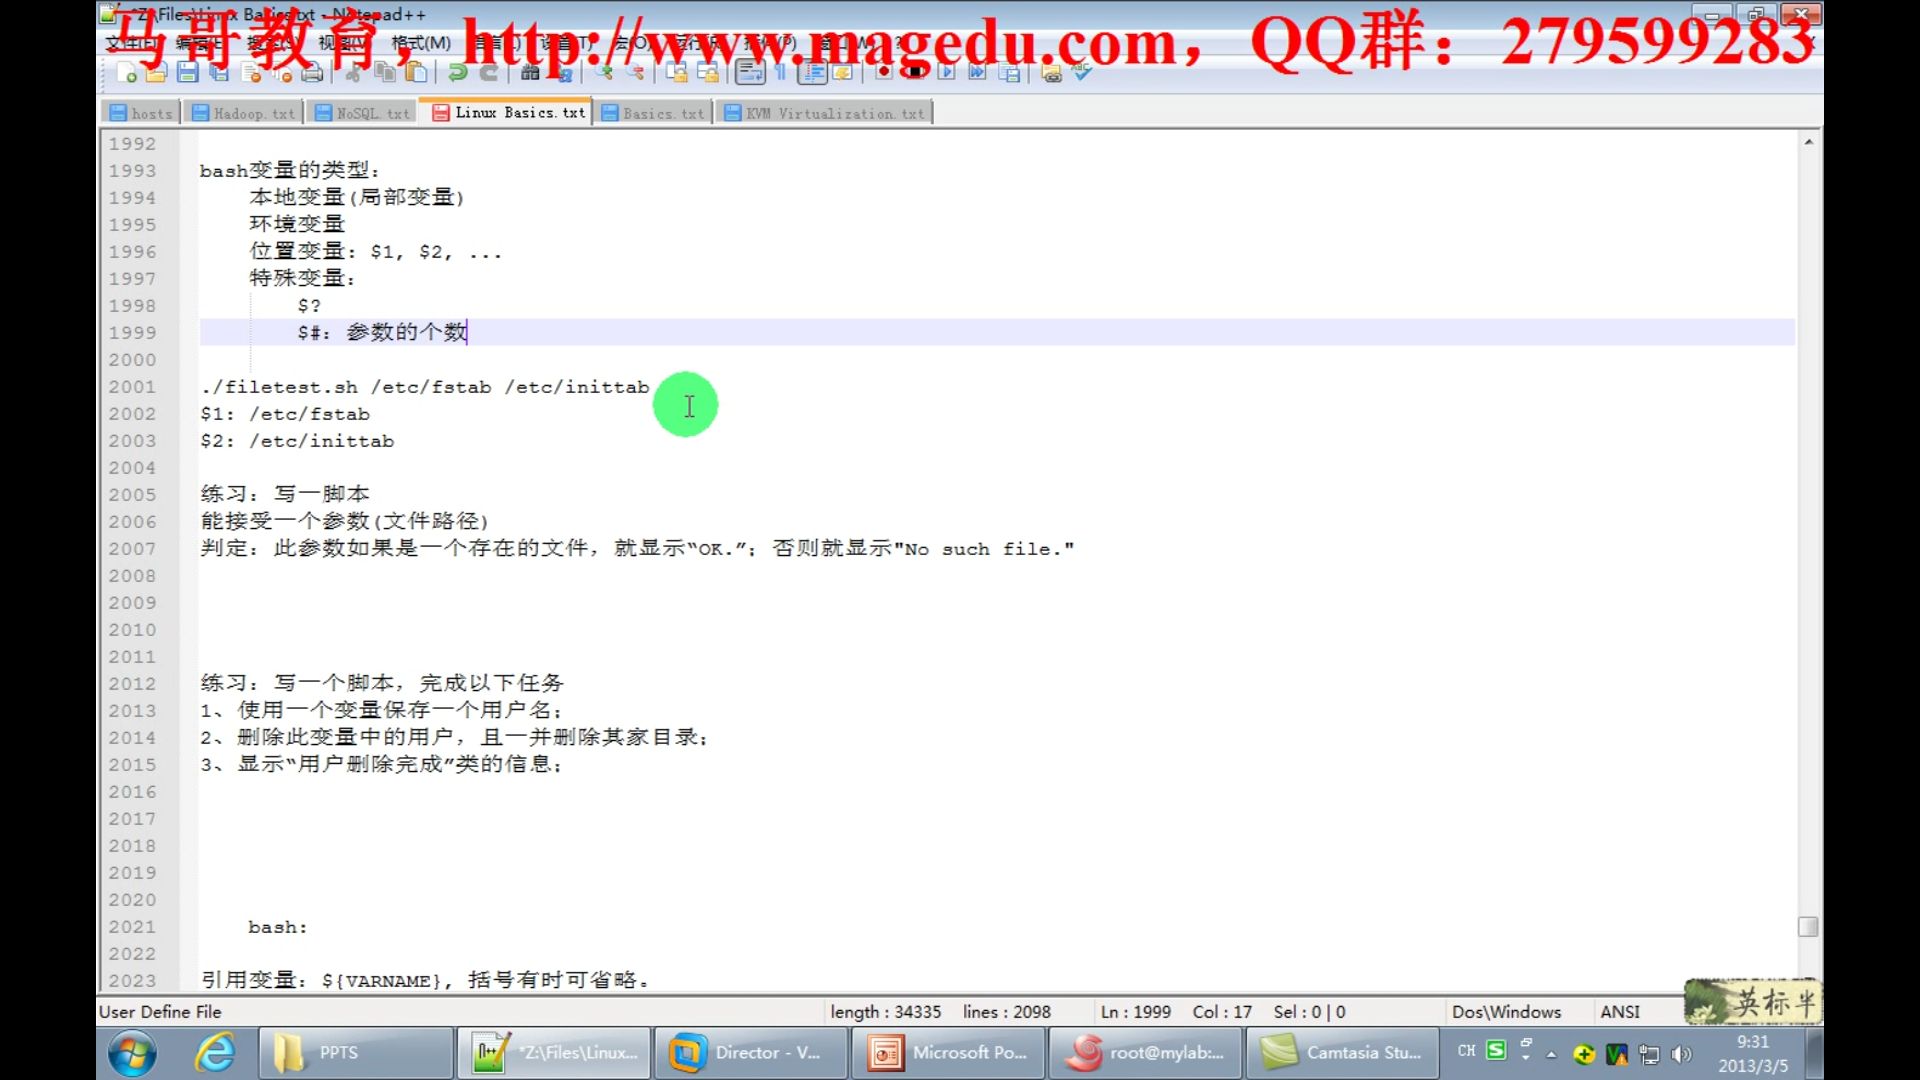 *Z:\Files\Linux Basics.txt - Notepad++
马哥教育，http://www.magedu.com，QQ群：279599283
hosts Hadoop.txt NoSQL.txt Linux Basics.txt Basics.txt KVM Virtualization.txt
1992
1993 bash变量的类型：
1994 本地变量(局部变量)
1995 环境变量
1996 位置变量：$1, $2, ...
1997 特殊变量：
1998 $?
1999 $#：参数的个数
2000
2001 ./filetest.sh /etc/fstab /etc/inittab
2002 $1: /etc/fstab
2003 $2: /etc/inittab
2004
2005 练习：写一脚本
2006 能接受一个参数(文件路径)
2007 判定：此参数如果是一个存在的文件，就显示“OK.”；否则就显示"No such file."
2008
2009
2010
2011
2012 练习：写一个脚本，完成以下任务
2013 1、使用一个变量保存一个用户名；
2014 2、删除此变量中的用户，且一并删除其家目录；
2015 3、显示“用户删除完成”类的信息；
2016
2017
2018
2019
2020
2021 bash:
2022
2023 引用变量：${VARNAME}, 括号有时可省略。
User Define File length : 34335 lines : 2098 Ln : 1999 Col : 17 Sel : 0 | 0 Dos\Windows ANSI
英标半
PPTS *Z:\Files\Linux... Director - V... Microsoft Po... root@mylab:... Camtasia Stu... CH 9:31
2013/3/5